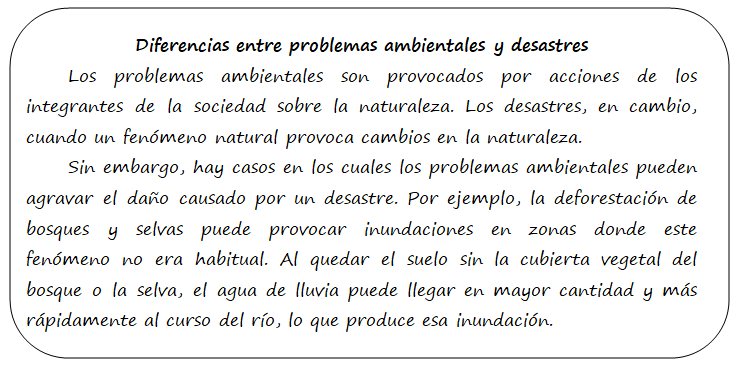 Diferencias entre problemas ambientales y desastres
Los problemas ambientales son provocados por acciones de los
integrantes de la sociedad sobre la naturaleza. Los desastres, en cambio,
cuando un fenómeno natural provoca cambios en la naturaleza.
Sin embargo, hay casos en los cuales los problemas ambientales pueden
agravar el daño causado por un desastre. Por ejemplo, la deforestación de
bosques y selvas puede provocar inundaciones en zonas donde este
fenómeno no era habitual. Al quedar el suelo sin la cubierta vegetal del
bosque o la selva, el agua de lluvia puede llegar en mayor cantidad y más
rápidamente al curso del río, lo que produce esa inundación.